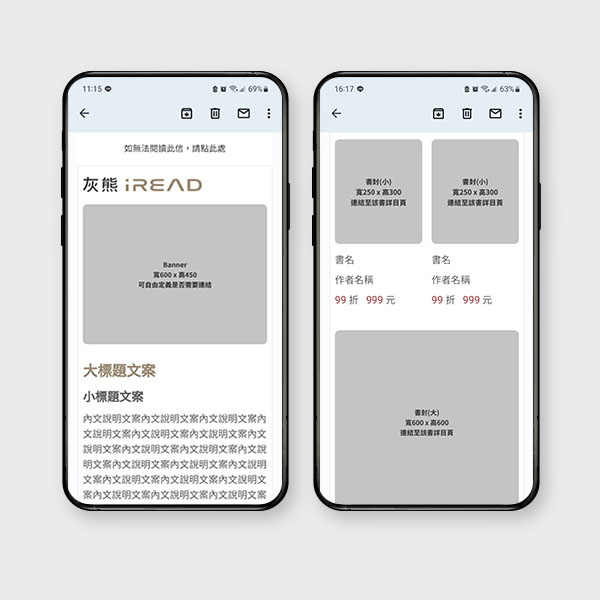 11:15
69%
如無法閱讀此信，請點此處
灰熊 iREAD
Banner
寬600 x 高450
可自由定義是否需要連結
大標題文案
小標題文案
內文說明文案內文說明文案內文說明文案內
文說明文案內文說明文案內文說明文案內文
說明文案內文說明文案內文說明文案內文說
明文案內文說明文案內文說明文案內文說明
文案內文說明文案內文說明文案內文說明文
案內文說明文案內文說明文案內文說明文案
16:17
63%
書封(小)
寬250 x 高300
連結至該書詳目頁
書封(小)
寬250 x 高300
連結至該書詳目頁
書名
作者名稱
99 折 999 元
書名
作者名稱
99 折 999 元
書封(大)
寬600 x 高600
連結至該書詳目頁